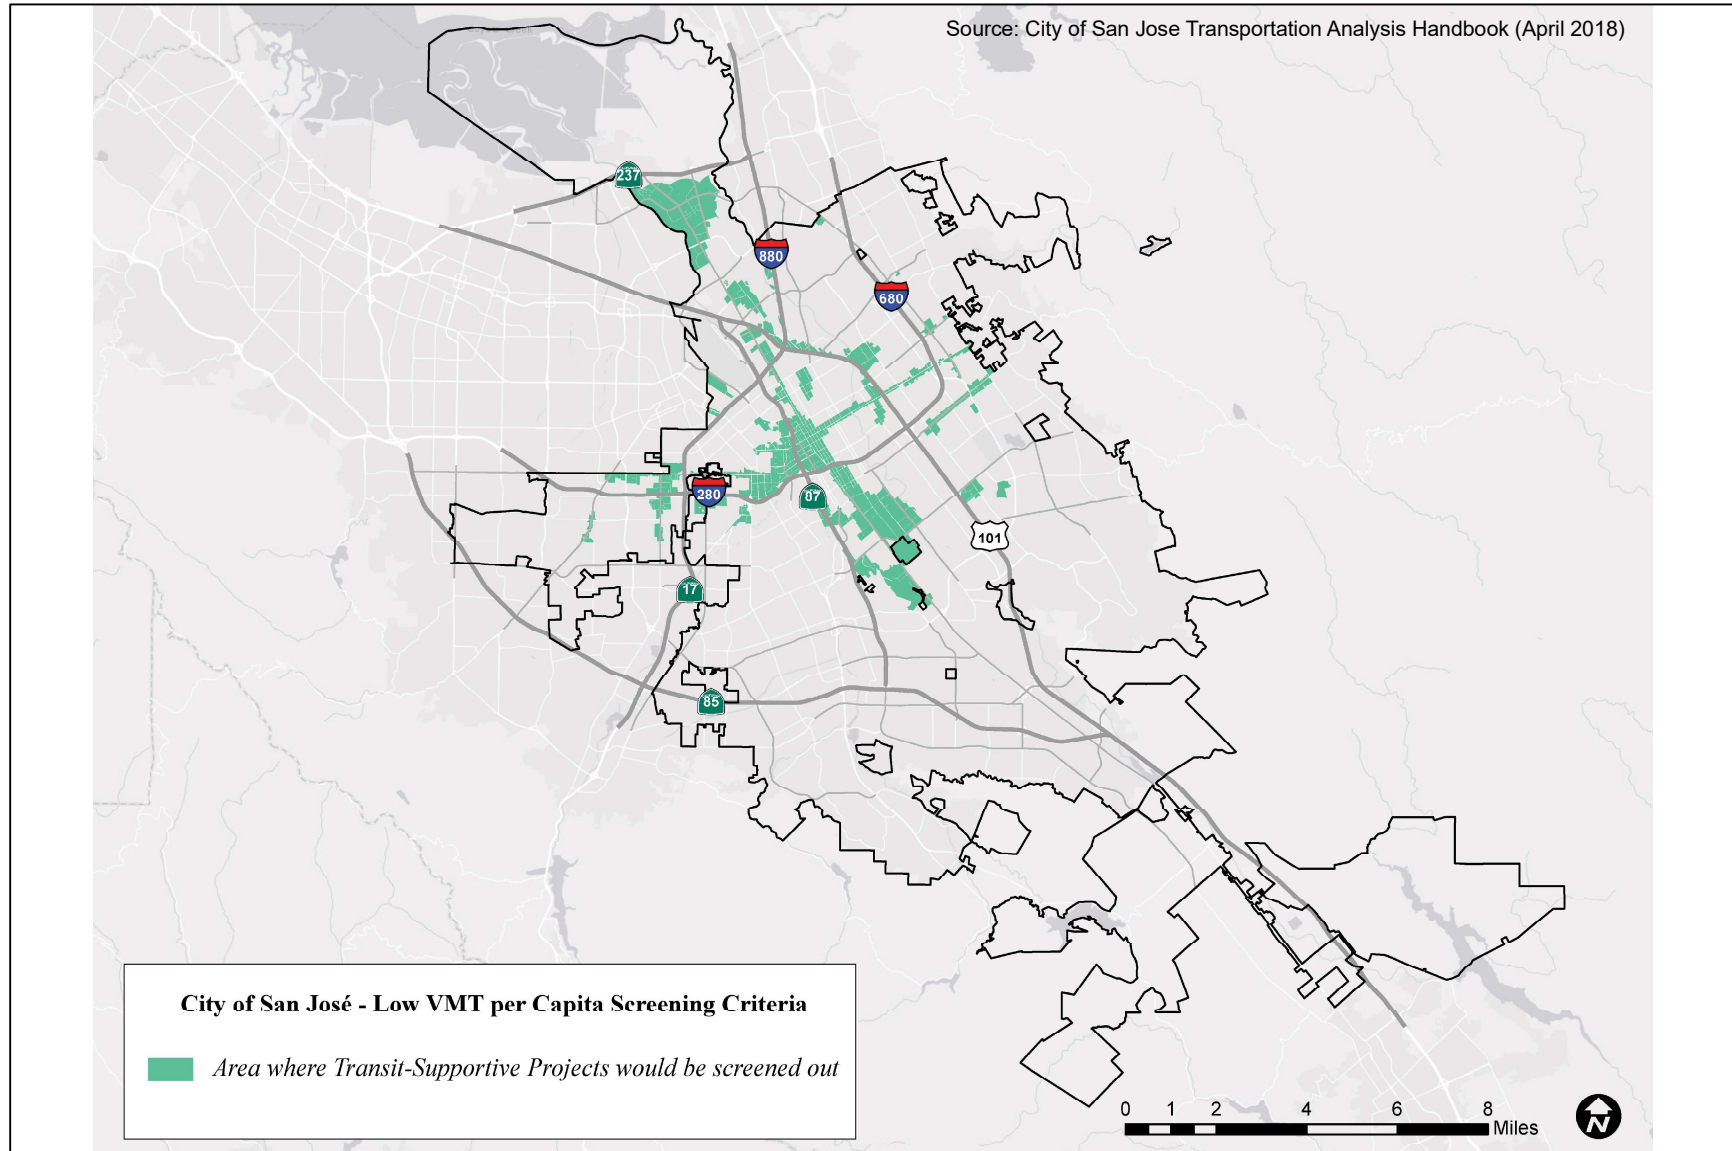 Source: City of San Jose Transportation Analysis Handbook (April 2018)
237
880
680
280
87
101
17
85
City of San José - Low VMT per Capita Screening Criteria
Area where Transit-Supportive Projects would be screened out
0 1 2 4 6 8
Miles
N